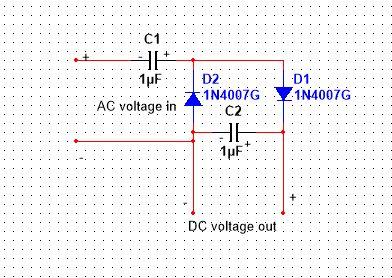 C1
+ - +
1µF
D2 D1
1N4007G 1N4007G
AC voltage in
C2
- +
1µF
-
- +
DC voltage out